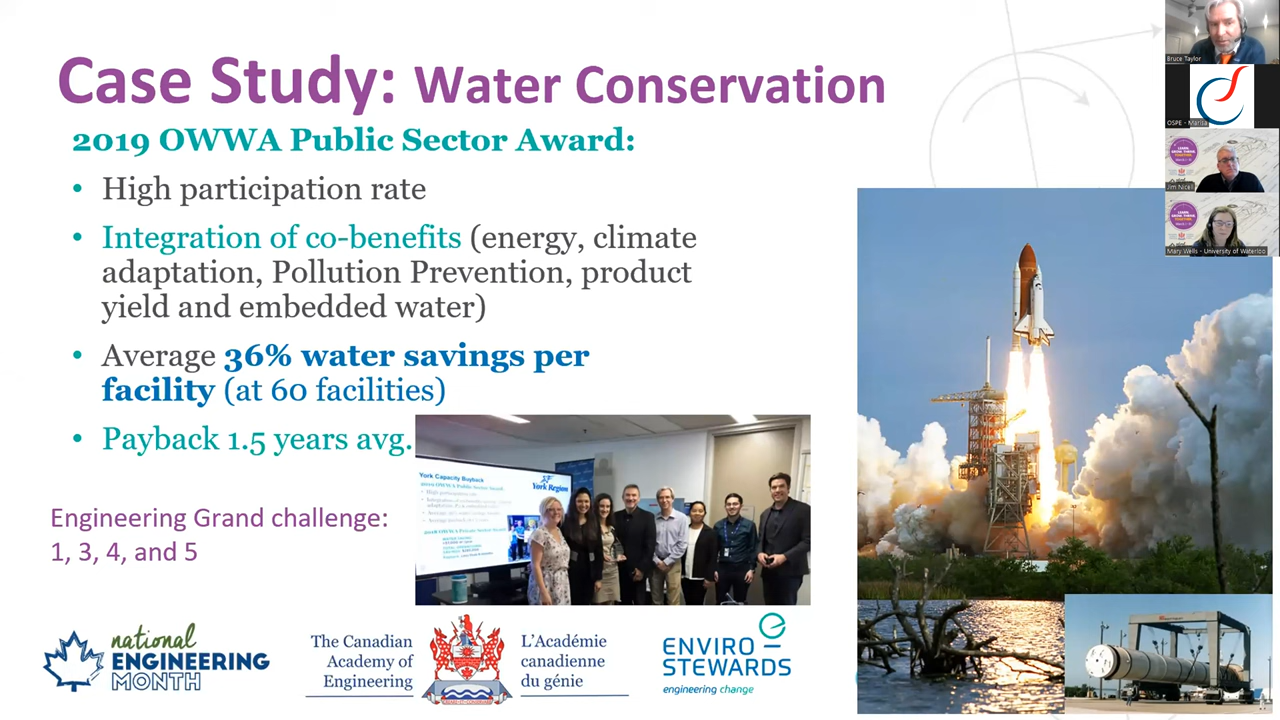 Case Study: Water Conservation
2019 OWWA Public Sector Award:
• High participation rate
• Integration of co-benefits (energy, climate
adaptation, Pollution Prevention, product
yield and embedded water)
• Average 36% water savings per
facility (at 60 facilities)
• Payback 1.5 years avg.
Engineering Grand challenge:
1, 3, 4, and 5
York Capacity Buyback
York Region
national
ENGINEERING
MONTH
The Canadian
Academy of
Engineering
L'Académie
canadienne
du génie
ENVIRO
STEWARDS
engineering change
Bruce Taylor
OSPE - Marisa
Jim Nicell
Mary Wells - University of Waterloo